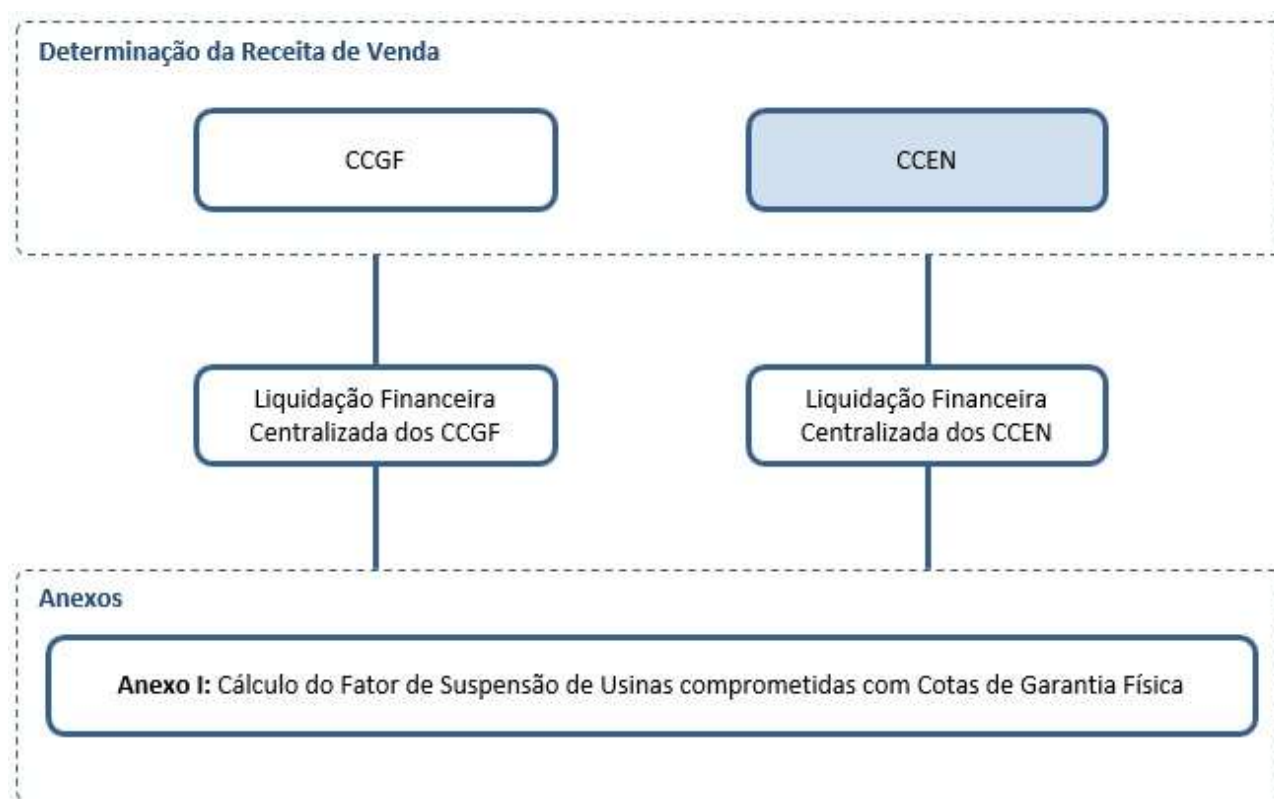 Determinação da Receita de Venda
CCGF
CCEN
Liquidação Financeira
Centralizada dos CCGF
Liquidação Financeira
Centralizada dos CCEN
Anexos
Anexo I: Cálculo do Fator de Suspensão de Usinas comprometidas com Cotas de Garantia Física